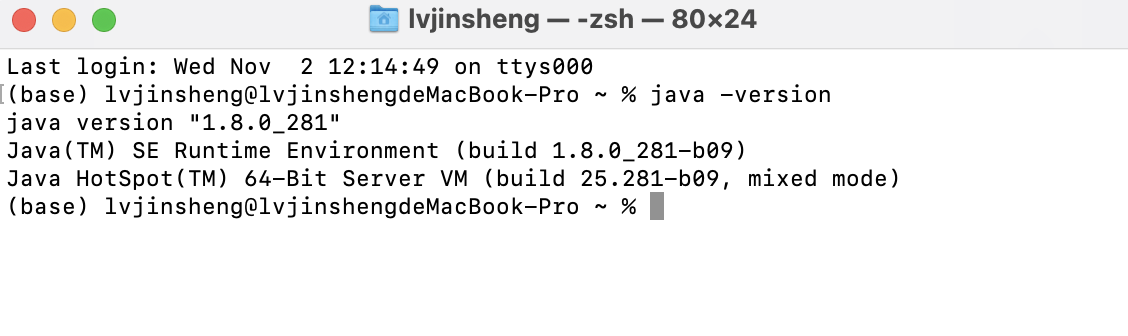 lvjinsheng — -zsh — 80×24
Last login: Wed Nov  2 12:14:49 on ttys000
(base) lvjinsheng@lvjinshengdeMacBook-Pro ~ % java -version
java version "1.8.0_281"
Java(TM) SE Runtime Environment (build 1.8.0_281-b09)
Java HotSpot(TM) 64-Bit Server VM (build 25.281-b09, mixed mode)
(base) lvjinsheng@lvjinshengdeMacBook-Pro ~ %